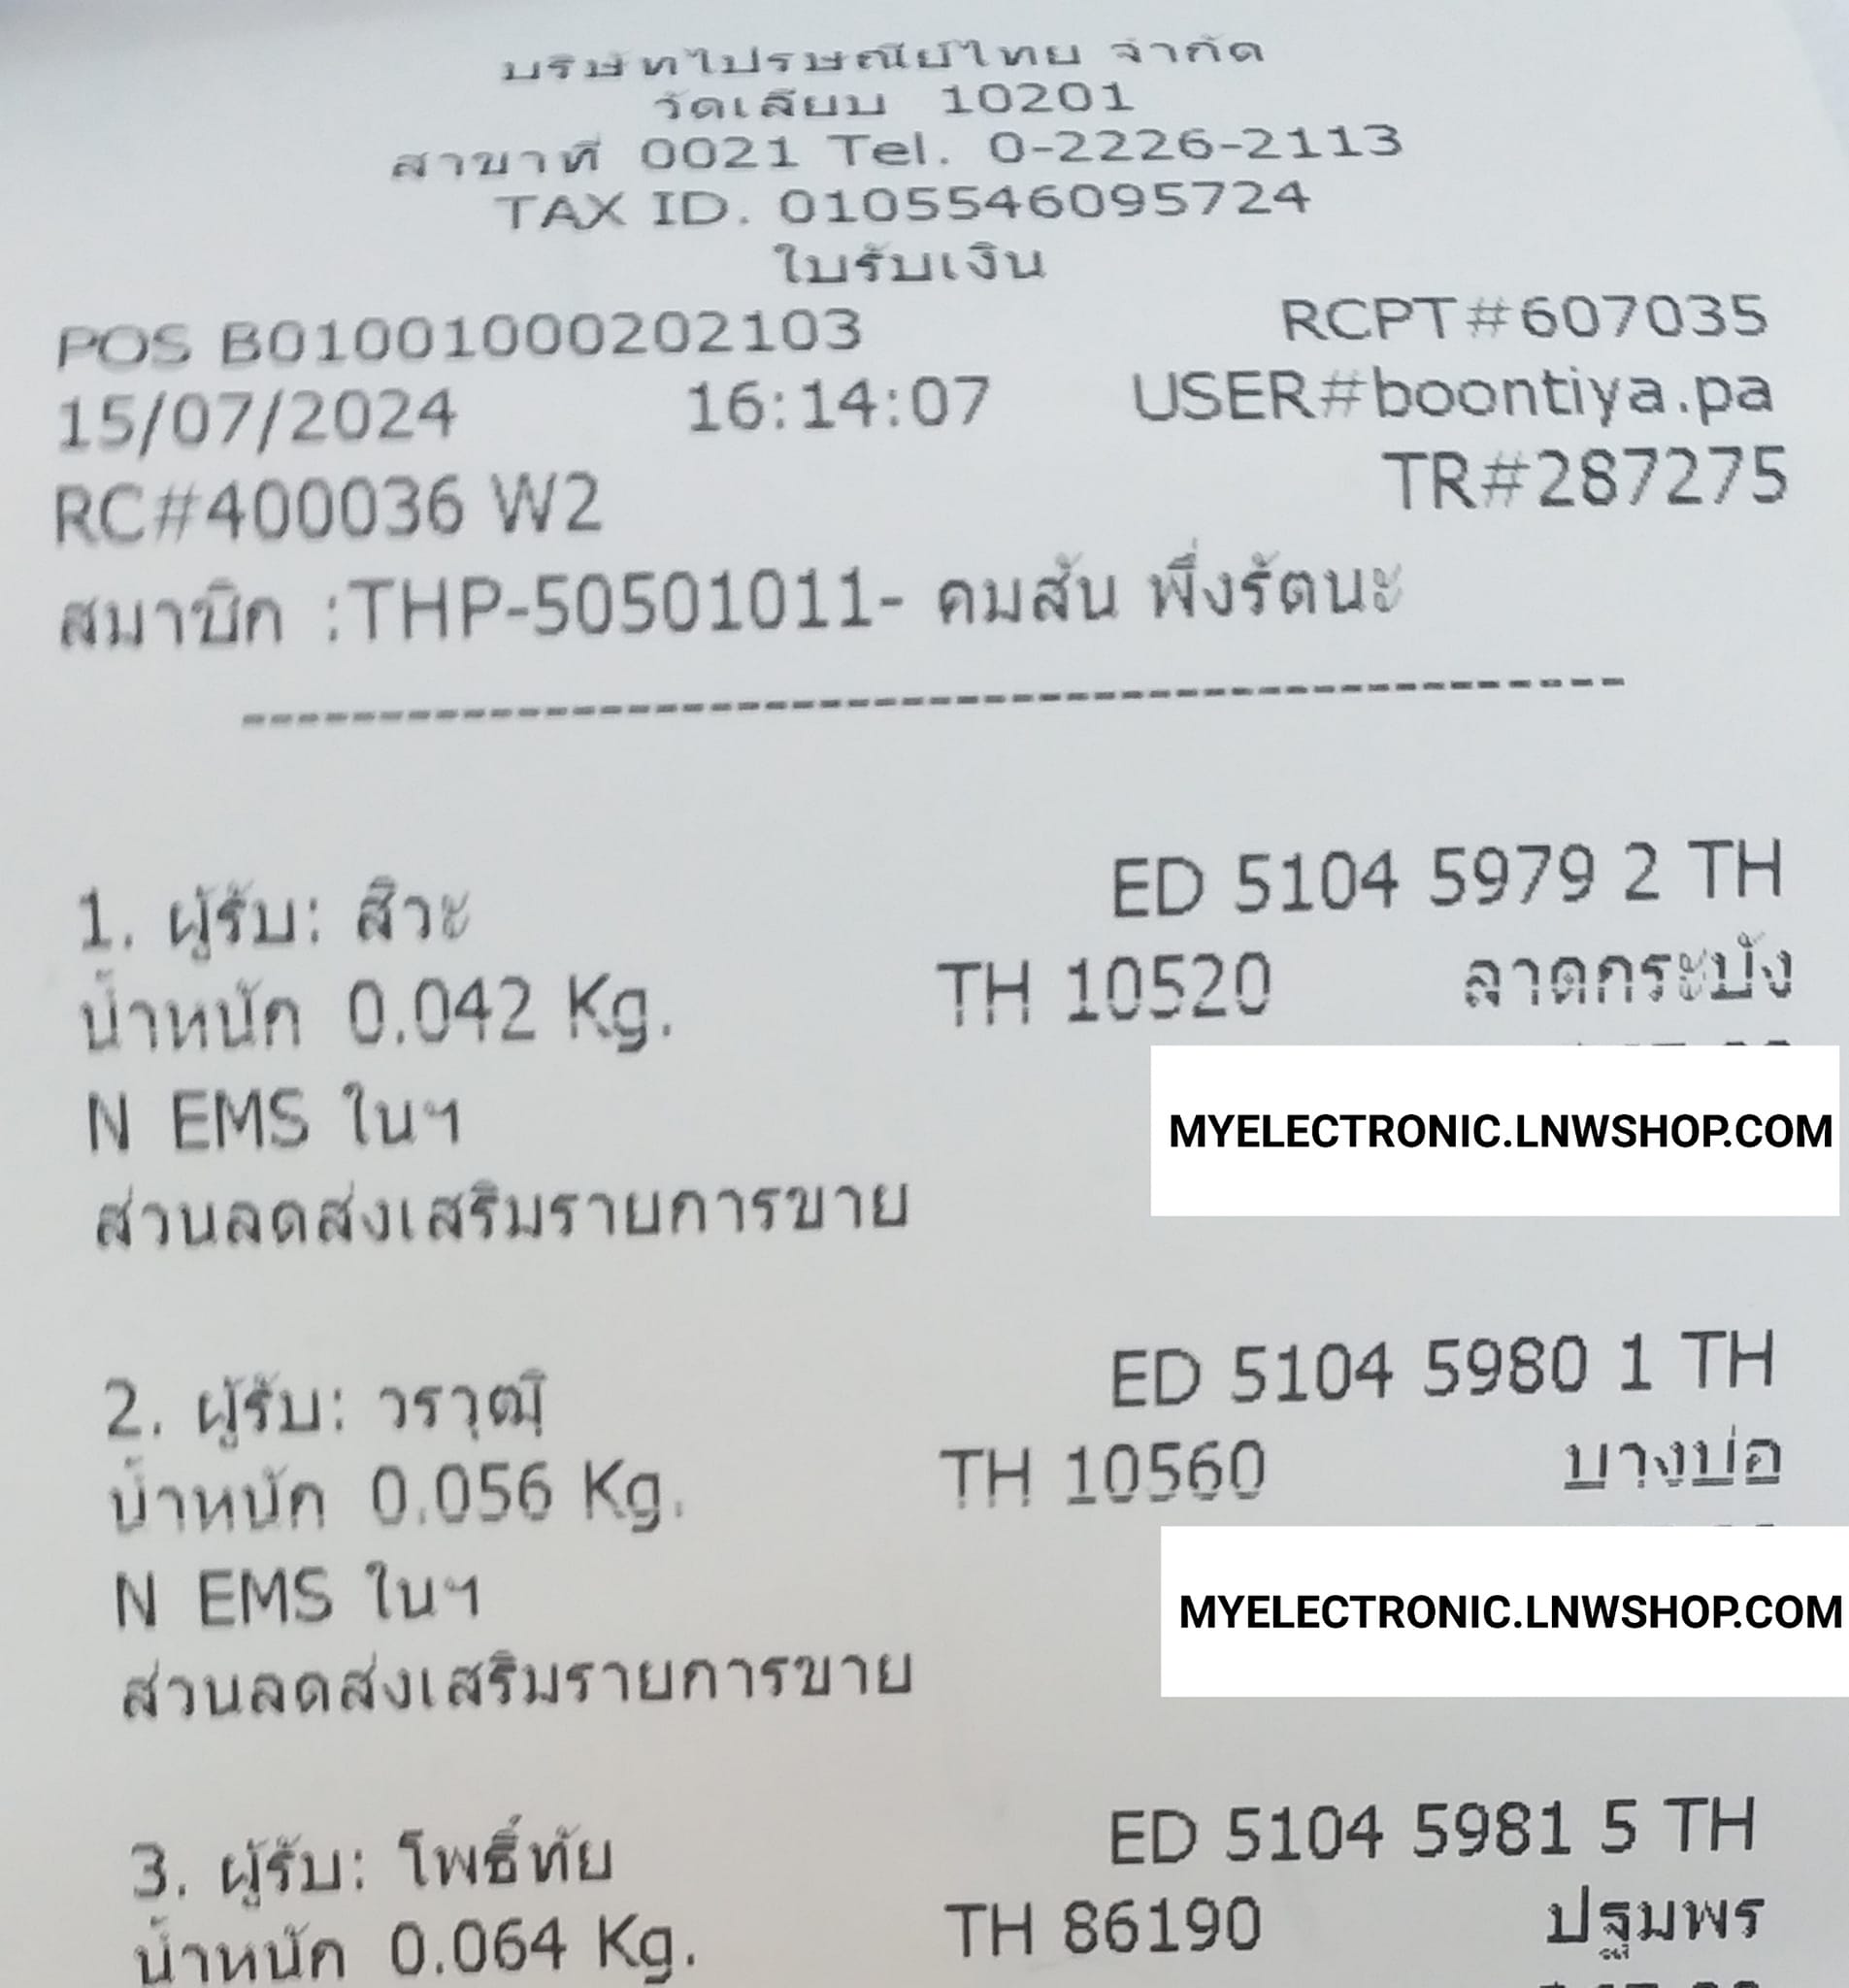 บริษัทไปรษณีย์ไทย จำกัด
วัดเลียบ 10201
สาขาที่ 0021 Tel. 0-2226-2113
TAX ID. 0105546095724
ใบรับเงิน
POS B010010002021​03 RCPT#607035
15/07/2024 16:14:07 USER#boontiya.pa
RC#400036 W2 TR#287275
สมาชิก :THP-50501011- คมสัน พึ่งรัตนะ
--------------------------------------------------
1. ผู้รับ: สิวะ ED 5104 5979 2 TH
น้ำหนัก 0.042 Kg. TH 10520 ลาดกระบัง
N EMS ในฯ
MYELECTRONIC.LNWSHOP.COM
ส่วนลดส่งเสริมรายการขาย
2. ผู้รับ: วรวุฒิ ED 5104 5980 1 TH
น้ำหนัก 0.056 Kg. TH 10560 บางบ่อ
N EMS ในฯ
MYELECTRONIC.LNWSHOP.COM
ส่วนลดส่งเสริมรายการขาย
3. ผู้รับ: โพธิ์ทัย ED 5104 5981 5 TH
น้ำหนัก 0.064 Kg. TH 86190 ปฐมพร